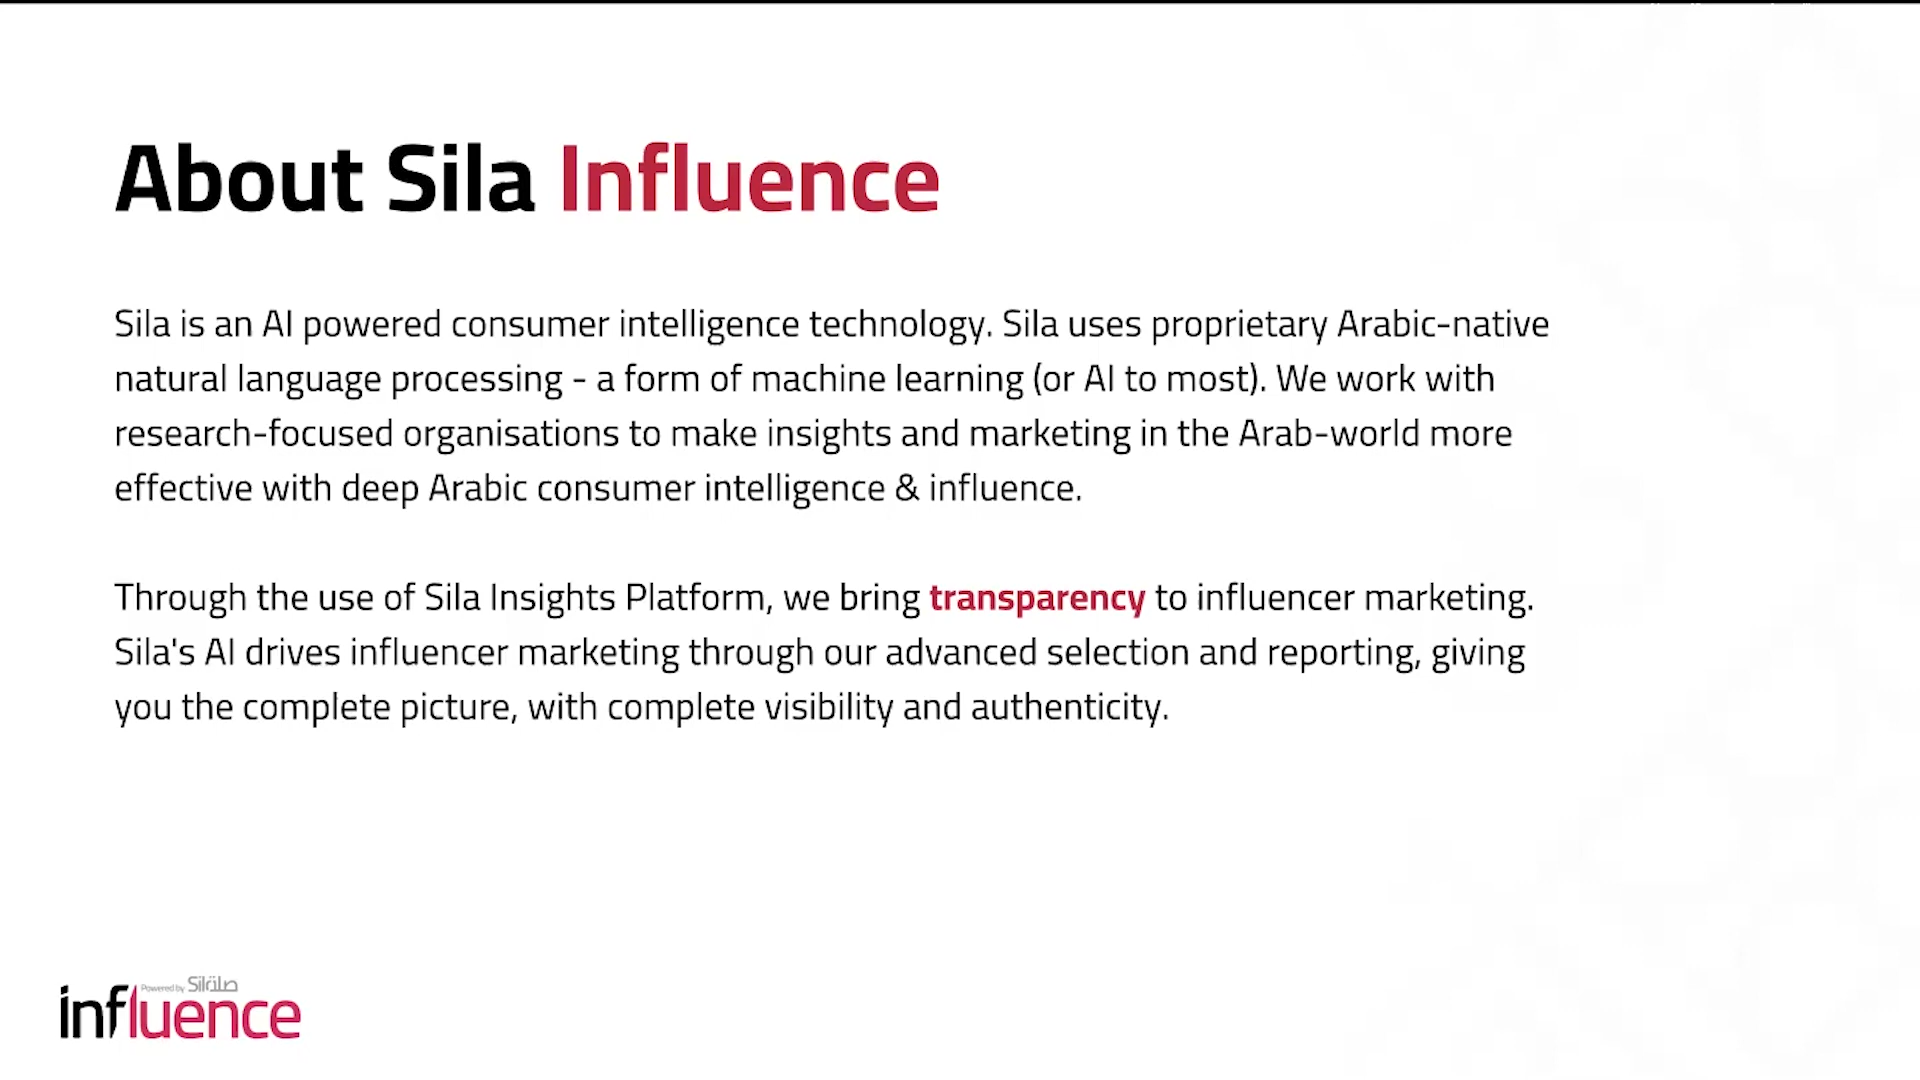 About Sila Influence
Sila is an AI powered consumer intelligence technology. Sila uses proprietary Arabic-native
natural language processing - a form of machine learning (or AI to most). We work with
research-focused organisations to make insights and marketing in the Arab-world more
effective with deep Arabic consumer intelligence & influence.
Through the use of Sila Insights Platform, we bring transparency to influencer marketing.
Sila's AI drives influencer marketing through our advanced selection and reporting, giving
you the complete picture, with complete visibility and authenticity.
Powered by Sila صلة
influence